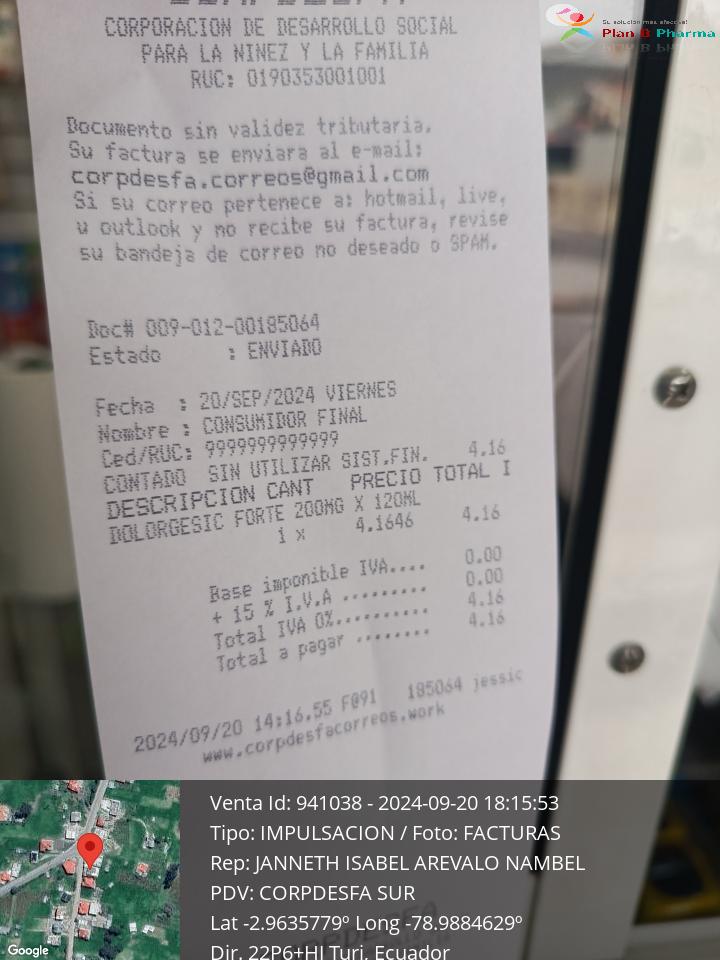 Su solución más efectiva!
Plan B Pharma
CORPORACION DE DESARROLLO SOCIAL
PARA LA NINEZ Y LA FAMILIA
RUC: 0190353001001
Documento sin validez tributaria.
Su factura se enviara al e-mail:
corpdesfa.correos@gmail.com
Si su correo pertenece a: hotmail, live,
u outlook y no recibe su factura, revise
su bandeja de correo no deseado o SPAM.
Doc# 009-012-00185064
Estado : ENVIADO
Fecha : 20/SEP/2024 VIERNES
Nombre : CONSUMIDOR FINAL
Ced/RUC: 9999999999999
CONTADO SIN UTILIZAR SIST.FIN. 4.16
DESCRIPCION CANT PRECIO TOTAL I
DOLORGESIC FORTE 200MG X 120ML
1 x 4.1646 4.16
Base imponible IVA.... 0.00
+ 15 % I.V.A ......... 0.00
Total IVA 0%.......... 4.16
Total a pagar ........ 4.16
2024/09/20 14:16.55 F@91 185064 jessic
www.corpdesfacorreos.work
Venta Id: 941038 - 2024-09-20 18:15:53
Tipo: IMPULSACION / Foto: FACTURAS
Rep: JANNETH ISABEL AREVALO NAMBEL
PDV: CORPDESFA SUR
Lat -2.9635779º Long -78.9884629º
Dir. 22P6+HJ Turi, Ecuador
Google